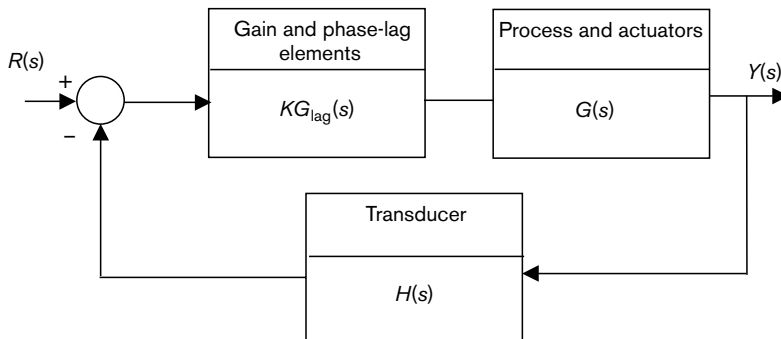 Gain and phase-lag
elements
Process and actuators
R(s)
Y(s)
+
KG_lag(s)
G(s)
−
Transducer
H(s)